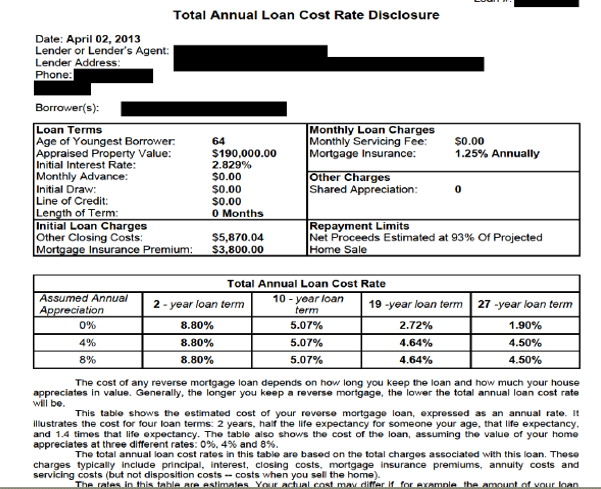 Loan #:
Total Annual Loan Cost Rate Disclosure
Date: April 02, 2013
Lender or Lender's Agent:
Lender Address:
Phone:
Borrower(s):
Loan Terms
Age of Youngest Borrower: 64
Appraised Property Value: $190,000.00
Initial Interest Rate: 2.829%
Monthly Advance: $0.00
Initial Draw: $0.00
Line of Credit: $0.00
Length of Term: 0 Months
Monthly Loan Charges
Monthly Servicing Fee: $0.00
Mortgage Insurance: 1.25% Annually
Other Charges
Shared Appreciation: 0
Initial Loan Charges
Other Closing Costs: $5,870.04
Mortgage Insurance Premium: $3,800.00
Repayment Limits
Net Proceeds Estimated at 93% Of Projected
Home Sale
Total Annual Loan Cost Rate
Assumed Annual
Appreciation
2 - year loan term
10 - year loan
term
19 -year loan term
27 -year loan term
0% 8.80% 5.07% 2.72% 1.90%
4% 8.80% 5.07% 4.64% 4.50%
8% 8.80% 5.07% 4.64% 4.50%
The cost of any reverse mortgage loan depends on how long you keep the loan and how much your house
appreciates in value. Generally, the longer you keep a reverse mortgage, the lower the total annual loan cost rate
will be.
This table shows the estimated cost of your reverse mortgage loan, expressed as an annual rate. It
illustrates the cost for four loan terms: 2 years, half the life expectancy for someone your age, that life expectancy,
and 1.4 times that life expectancy. The table also shows the cost of the loan, assuming the value of your home
appreciates at three different rates: 0%, 4% and 8%.
The total annual loan cost rates in this table are based on the total charges associated with this loan. These
charges typically include principal, interest, closing costs, mortgage insurance premiums, annuity costs and
servicing costs (but not disposition costs -- costs when you sell the home).
The rates in this table are estimates. Your actual cost may differ if, for example, the amount of your loan